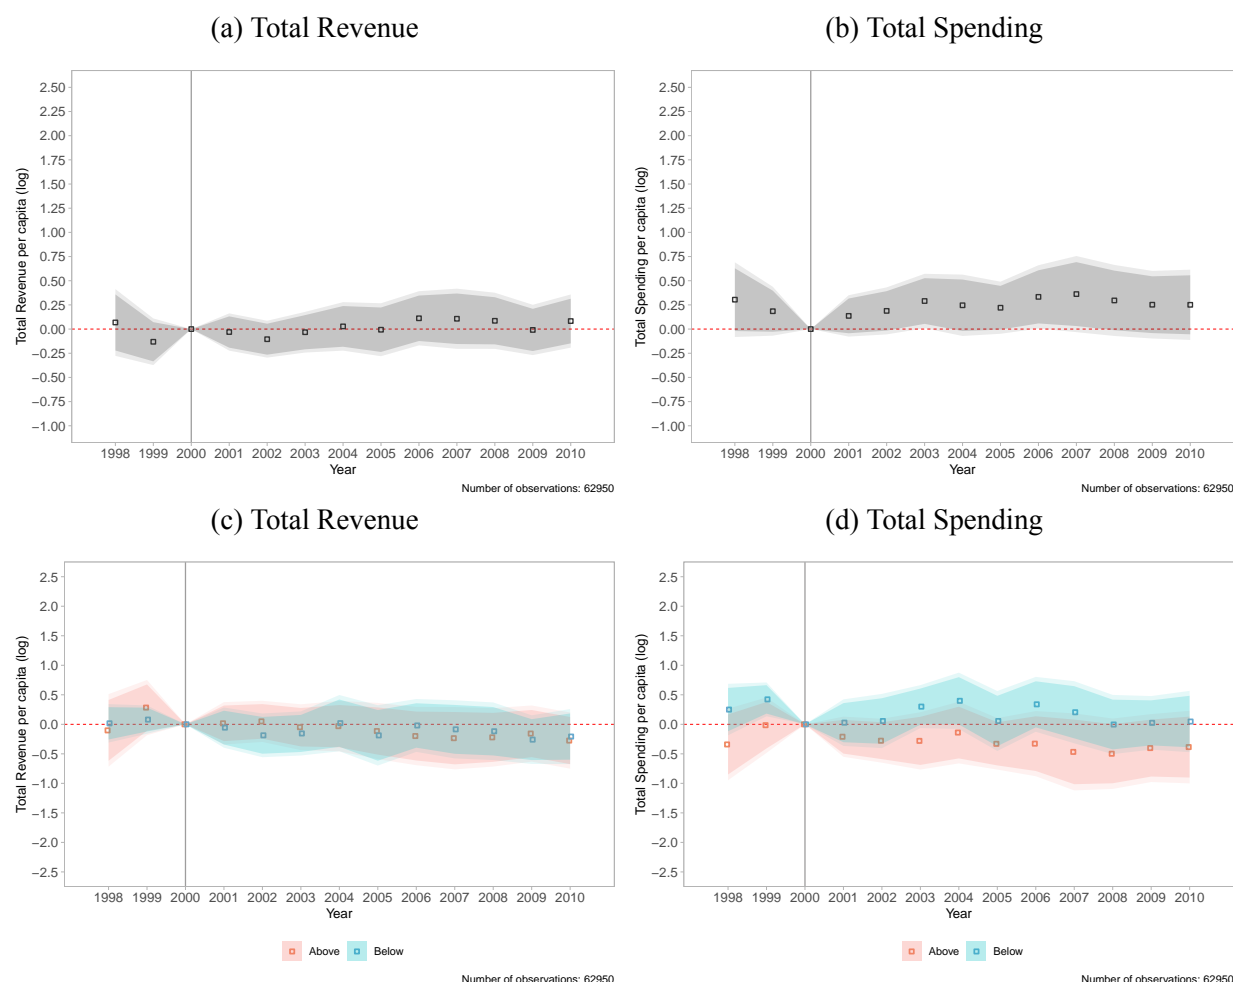 (a) Total Revenue
(b) Total Spending
Total Revenue per capita (log)
2.50
2.25
2.00
1.75
1.50
1.25
1.00
0.75
0.50
0.25
0.00
−0.25
−0.50
−0.75
−1.00
1998 1999 2000 2001 2002 2003 2004 2005 2006 2007 2008 2009 2010
Year
Number of observations: 62950
Total Spending per capita (log)
2.50
2.25
2.00
1.75
1.50
1.25
1.00
0.75
0.50
0.25
0.00
−0.25
−0.50
−0.75
−1.00
1998 1999 2000 2001 2002 2003 2004 2005 2006 2007 2008 2009 2010
Year
Number of observations: 62950
(c) Total Revenue
(d) Total Spending
Total Revenue per capita (log)
2.5
2.0
1.5
1.0
0.5
0.0
−0.5
−1.0
−1.5
−2.0
−2.5
1998 1999 2000 2001 2002 2003 2004 2005 2006 2007 2008 2009 2010
Year
Above Below
Number of observations: 62950
Total Spending per capita (log)
2.5
2.0
1.5
1.0
0.5
0.0
−0.5
−1.0
−1.5
−2.0
−2.5
1998 1999 2000 2001 2002 2003 2004 2005 2006 2007 2008 2009 2010
Year
Above Below
Number of observations: 62950